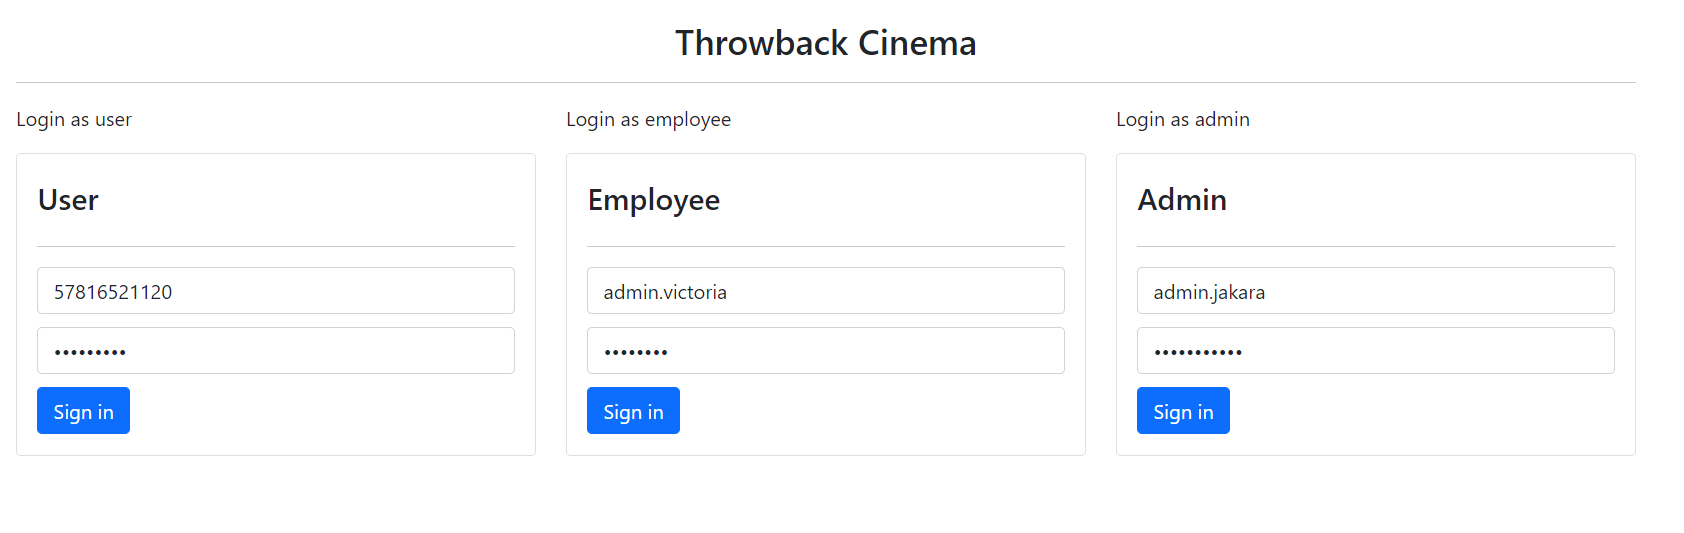 Throwback Cinema
Login as user
User
57816521120
•••••••••
Sign in
Login as employee
Employee
admin.victoria
••••••••
Sign in
Login as admin
Admin
admin.jakara
•••••••••••
Sign in